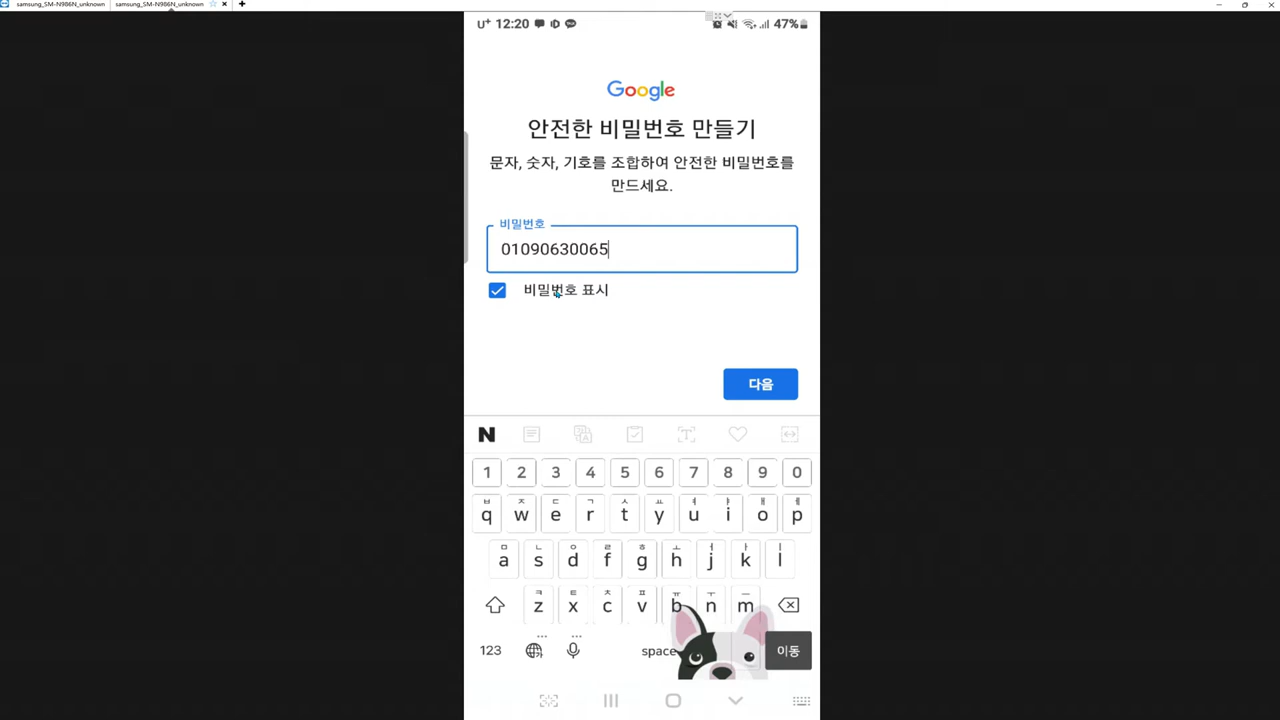 samsung_SM-N986N_unknown samsung_SM-N986N_unknown
U+ 12:20 47%
Google
안전한 비밀번호 만들기
문자, 숫자, 기호를 조합하여 안전한 비밀번호를
만드세요.
비밀번호
01090630065
비밀번호 표시
다음
N
1 2 3 4 5 6 7 8 9 0
ㅂ ㅈ ㄷ ㄱ ㅅ ㅛ ㅕ ㅑ ㅐ ㅔ
q w e r t y u i o p
ㅁ ㄴ ㅇ ㄹ ㅎ ㅗ ㅓ ㅏ ㅣ
a s d f g h j k l
ㅋ ㅌ ㅊ ㅍ ㅠ ㅜ ㅡ
z x c v b n m
123 space 이동